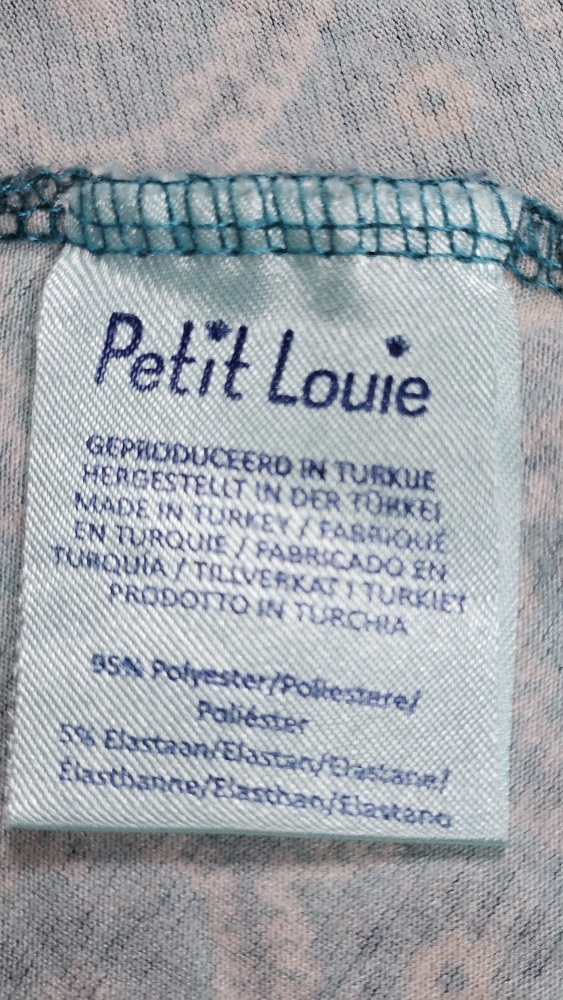 Petit Louie
GEPRODUCEERD IN TURKIJE
HERGESTELLT IN DER TÜRKEI
MADE IN TURKEY / FABRIQUÉ
EN TURQUIE / FABRICADO EN
TURQUÍA / TILLVERKAT I TURKIET
PRODOTTO IN TURCHIA
95% Polyester/Poliestere/
Poliéster
5% Elastaan/Elastan/Elastane/
Élasthanne/Elasthan/Elastano